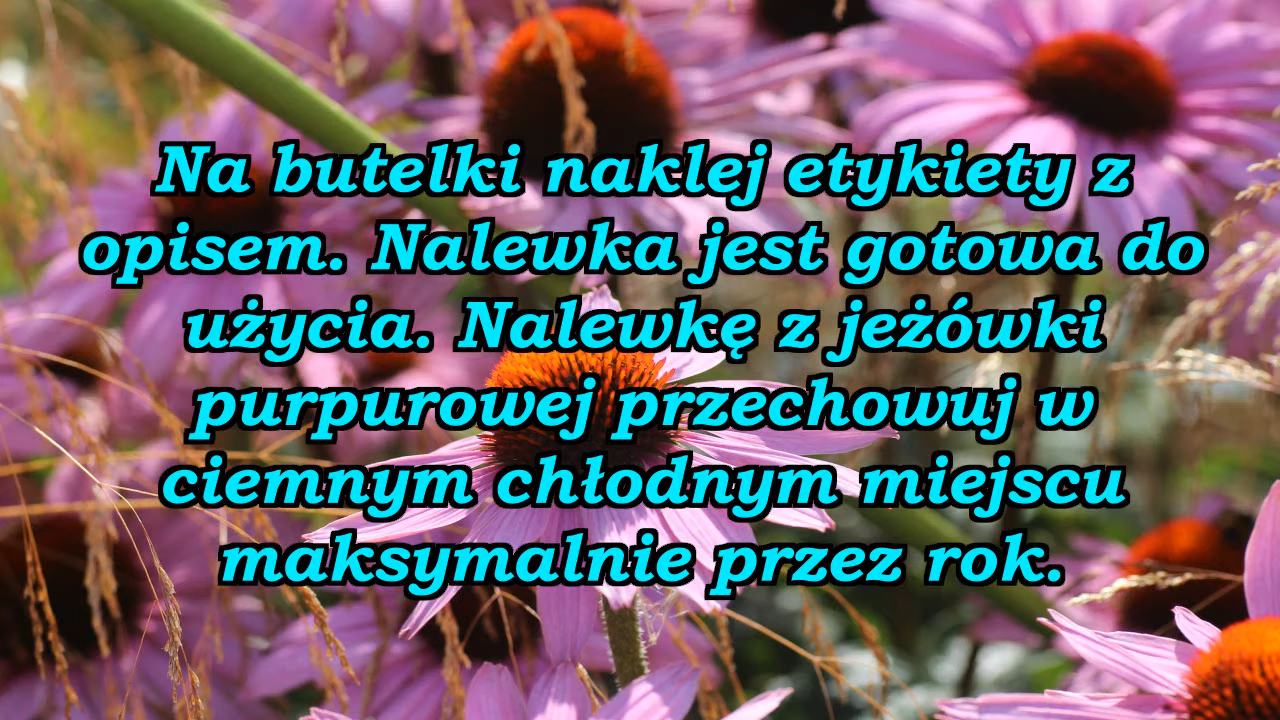 Na butelki naklej etykiety z
opisem. Nalewka jest gotowa do
użycia. Nalewkę z jeżówki
purpurowej przechowuj w
ciemnym chłodnym miejscu
maksymalnie przez rok.